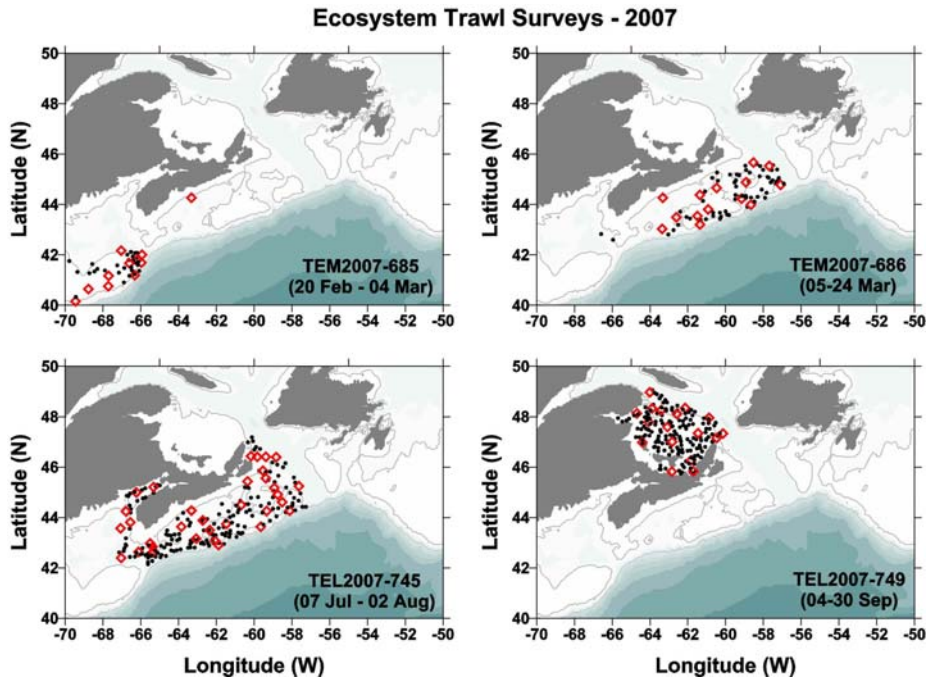 Ecosystem Trawl Surveys - 2007
50
48
46
44
42
40
Latitude (N)
-70 -68 -66 -64 -62 -60 -58 -56 -54 -52 -50
TEM2007-685
(20 Feb - 04 Mar)
50
48
46
44
42
40
Latitude (N)
-70 -68 -66 -64 -62 -60 -58 -56 -54 -52 -50
TEM2007-686
(05-24 Mar)
50
48
46
44
42
40
Latitude (N)
-70 -68 -66 -64 -62 -60 -58 -56 -54 -52 -50
Longitude (W)
TEL2007-745
(07 Jul - 02 Aug)
50
48
46
44
42
40
Latitude (N)
-70 -68 -66 -64 -62 -60 -58 -56 -54 -52 -50
Longitude (W)
TEL2007-749
(04-30 Sep)